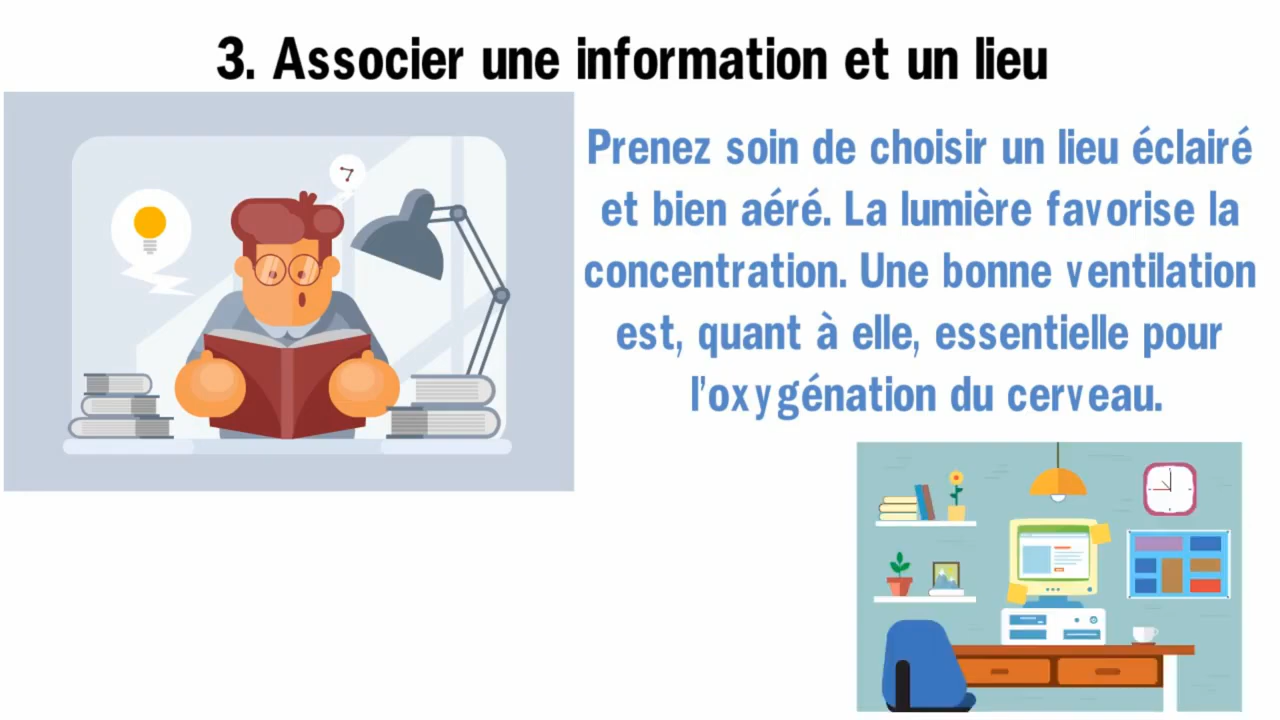 3. Associer une information et un lieu
Prenez soin de choisir un lieu éclairé
et bien aéré. La lumière favorise la
concentration. Une bonne ventilation
est, quant à elle, essentielle pour
l'oxygénation du cerveau.